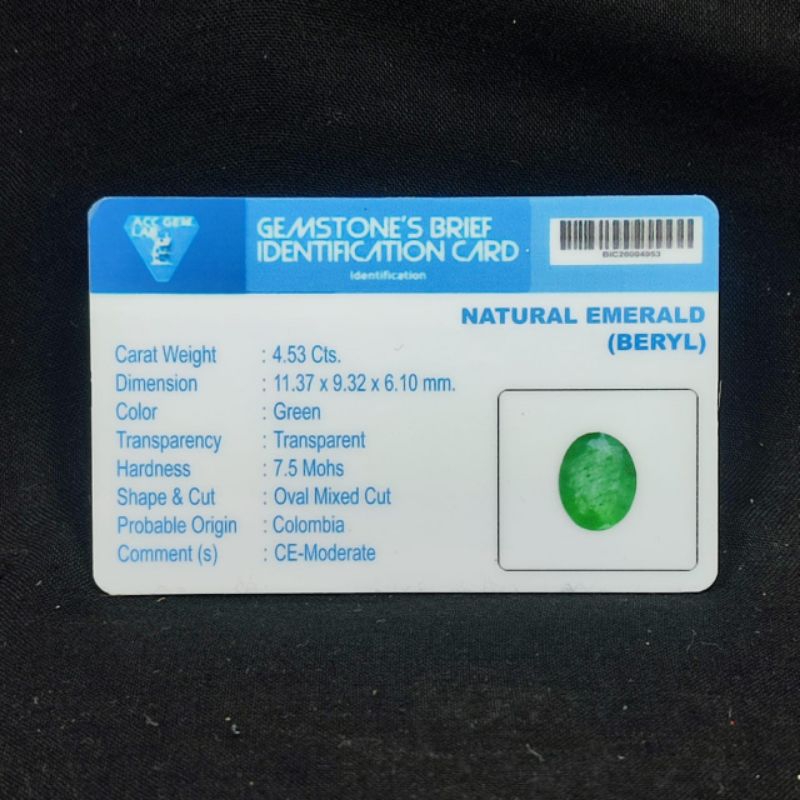 ACC GEM
LAB
GEMSTONE'S BRIEF
IDENTIFICATION CARD
Identification
BIC26004953
NATURAL EMERALD
(BERYL)
Carat Weight : 4.53 Cts.
Dimension : 11.37 x 9.32 x 6.10 mm.
Color : Green
Transparency : Transparent
Hardness : 7.5 Mohs
Shape & Cut : Oval Mixed Cut
Probable Origin : Colombia
Comment (s) : CE-Moderate